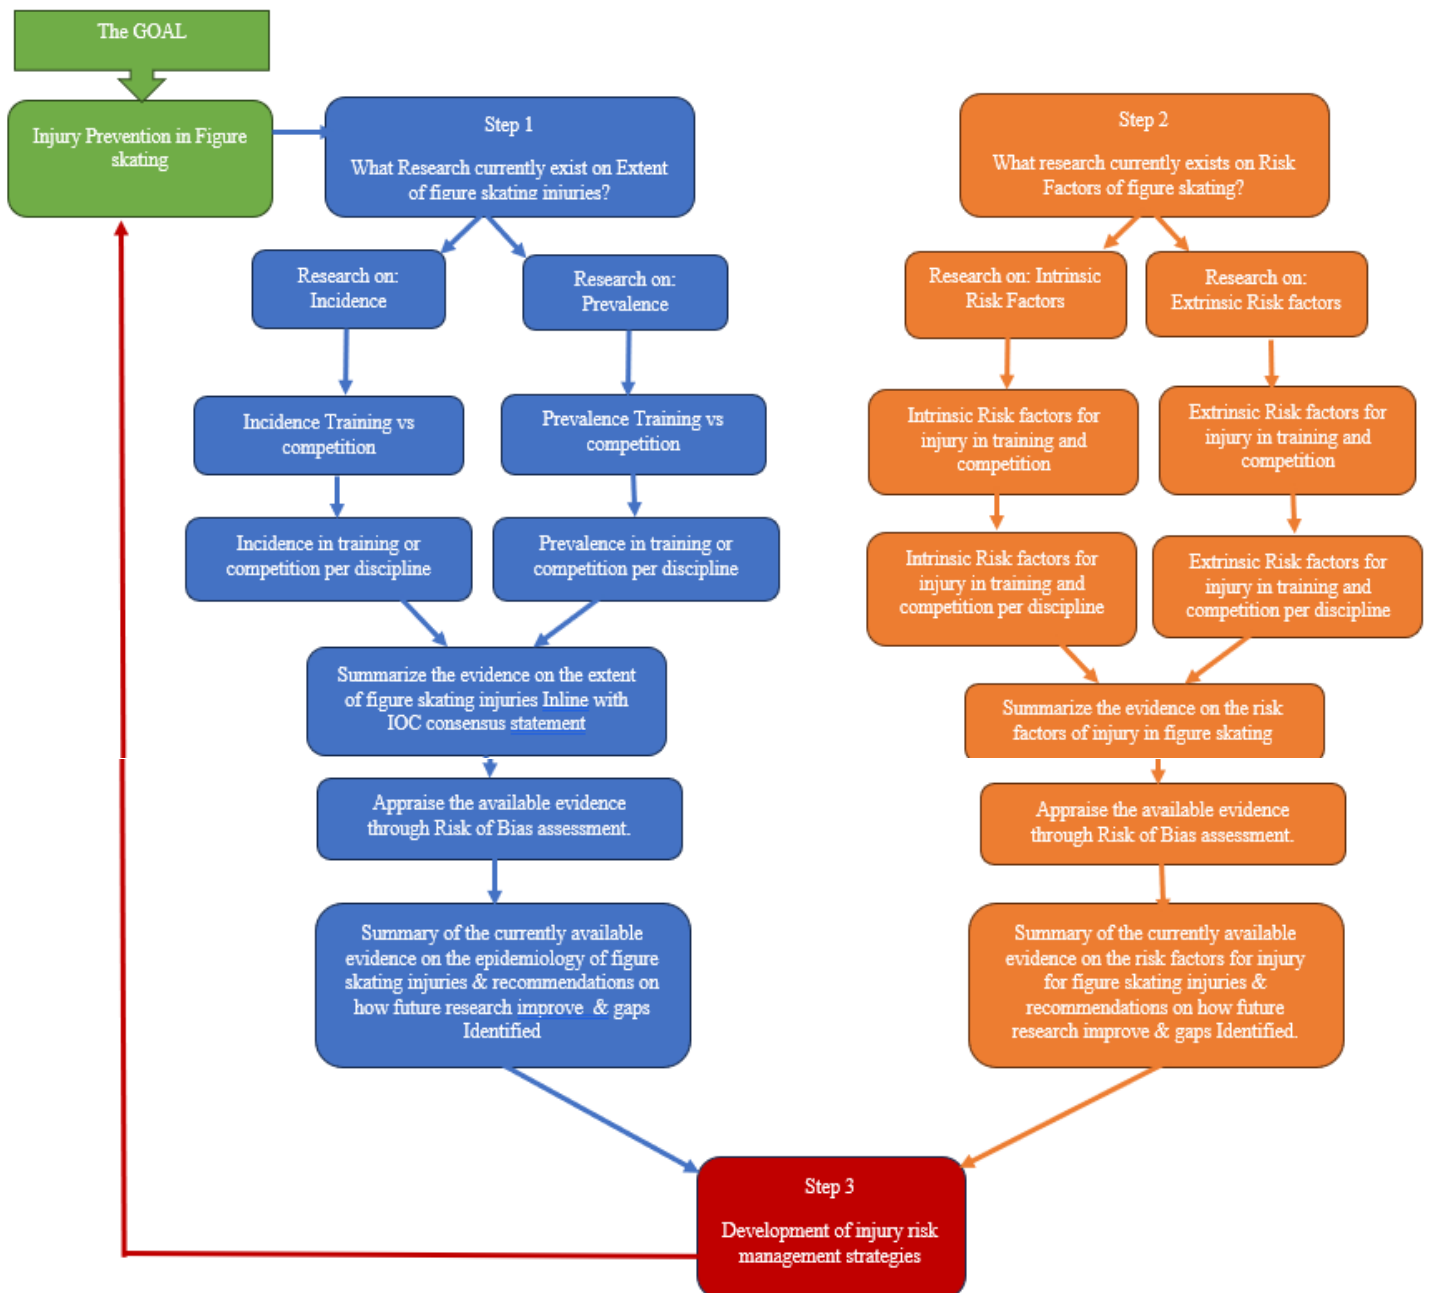 The GOAL
Injury Prevention in Figure
skating
Step 1
What Research currently exist on Extent
of figure skating injuries?
Research on:
Incidence
Research on:
Prevalence
Incidence Training vs
competition
Prevalence Training vs
competition
Incidence in training or
competition per discipline
Prevalence in training or
competition per discipline
Summarize the evidence on the extent
of figure skating injuries Inline with
IOC consensus statement
Appraise the available evidence
through Risk of Bias assessment.
Summary of the currently available
evidence on the epidemiology of figure
skating injuries & recommendations on
how future research improve & gaps
Identified
Step 2
What research currently exists on Risk
Factors of figure skating?
Research on: Intrinsic
Risk Factors
Research on:
Extrinsic Risk factors
Intrinsic Risk factors for
injury in training and
competition
Extrinsic Risk factors for
injury in training and
competition
Intrinsic Risk factors for
injury in training and
competition per discipline
Extrinsic Risk factors for
injury in training and
competition per discipline
Summarize the evidence on the risk
factors of injury in figure skating
Appraise the available evidence
through Risk of Bias assessment.
Summary of the currently available
evidence on the risk factors for injury
for figure skating injuries &
recommendations on how future
research improve & gaps Identified.
Step 3
Development of injury risk
management strategies